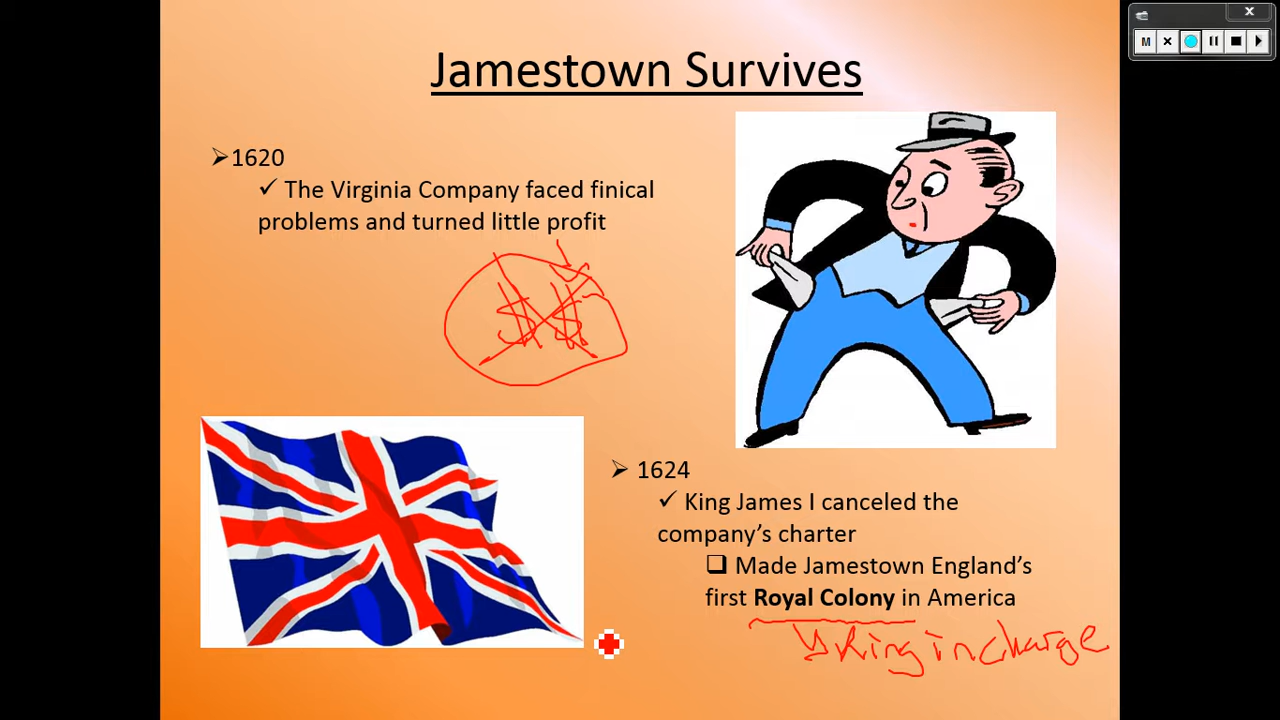 Jamestown Survives
➢1620
✓ The Virginia Company faced finical
problems and turned little profit
$ $
➢ 1624
✓ King James I canceled the
company's charter
❑ Made Jamestown England's
first Royal Colony in America
↳ King in charge
M